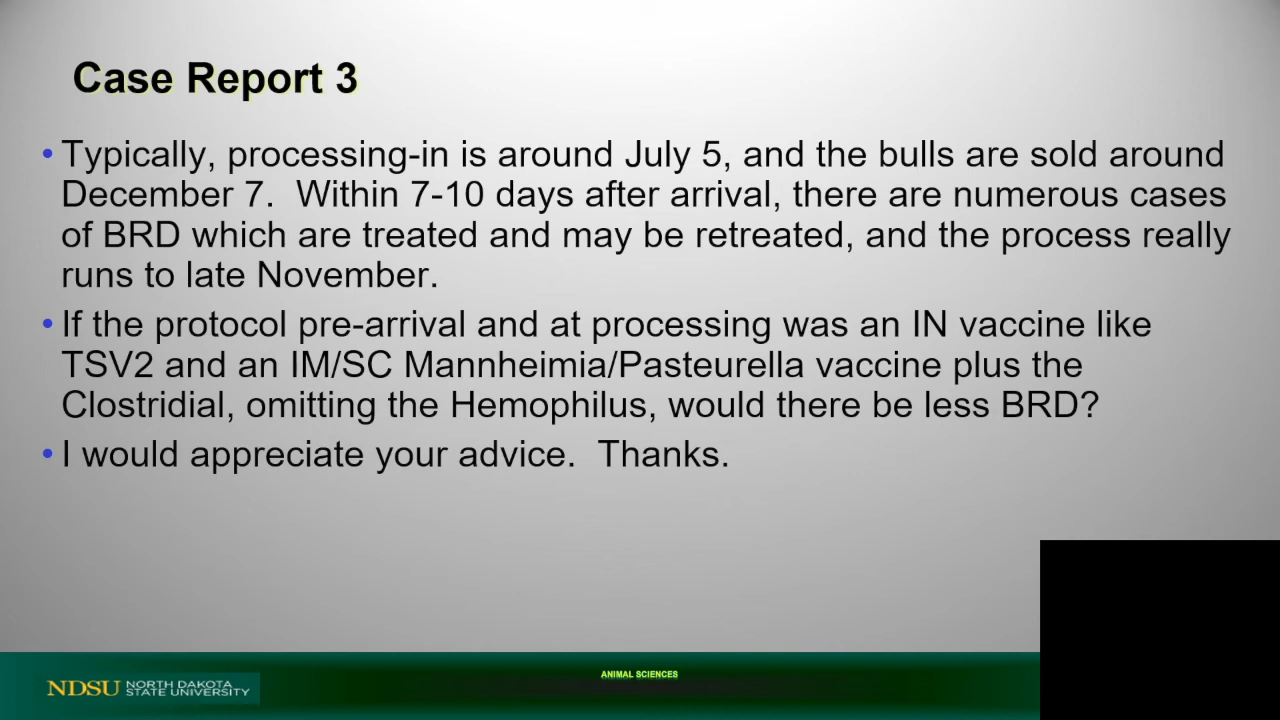 Case Report 3
• Typically, processing-in is around July 5, and the bulls are sold around
December 7.  Within 7-10 days after arrival, there are numerous cases
of BRD which are treated and may be retreated, and the process really
runs to late November.
• If the protocol pre-arrival and at processing was an IN vaccine like
TSV2 and an IM/SC Mannheimia/Pasteurella vaccine plus the
Clostridial, omitting the Hemophilus, would there be less BRD?
• I would appreciate your advice.  Thanks.
ANIMAL SCIENCES
NDSU NORTH DAKOTA
STATE UNIVERSITY